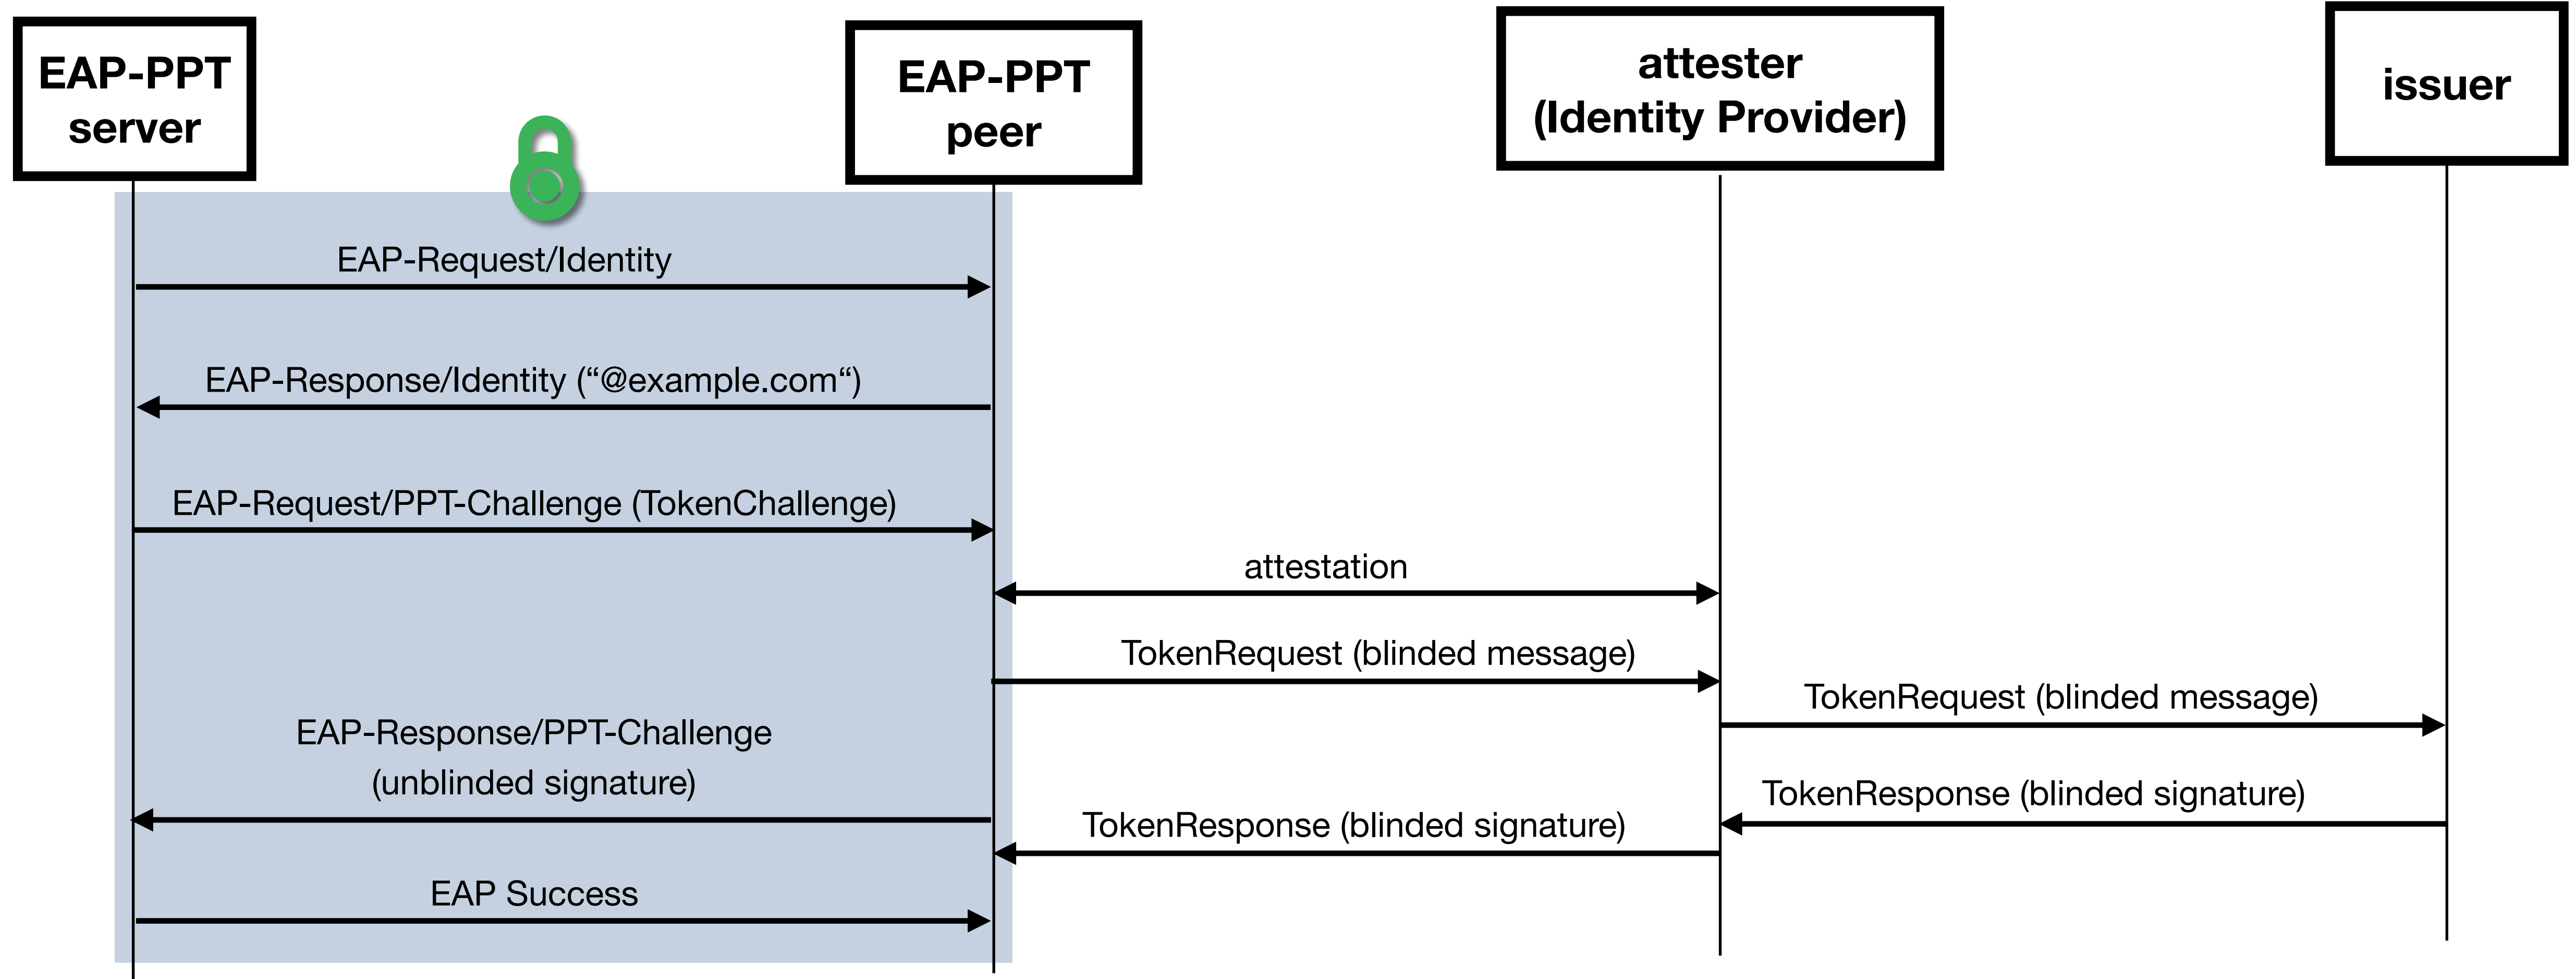 EAP-PPT
server
EAP-PPT
peer
attester
(Identity Provider)
issuer
EAP-Request/Identity
EAP-Response/Identity (“@example.com“)
EAP-Request/PPT-Challenge (TokenChallenge)
attestation
TokenRequest (blinded message)
TokenRequest (blinded message)
EAP-Response/PPT-Challenge
(unblinded signature)
TokenResponse (blinded signature)
TokenResponse (blinded signature)
EAP Success